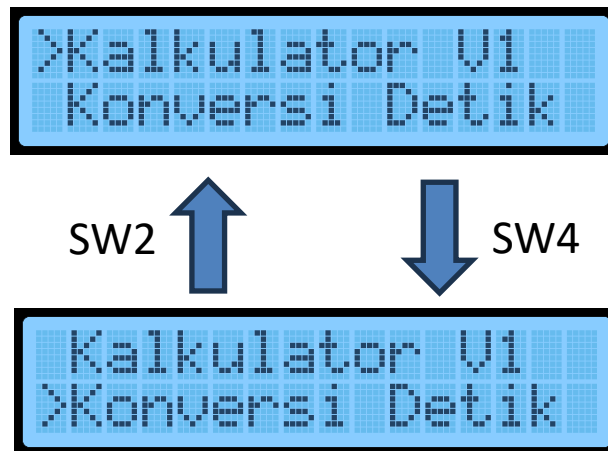 >Kalkulator V1
Konversi Detik
SW2
SW4
Kalkulator V1
>Konversi Detik